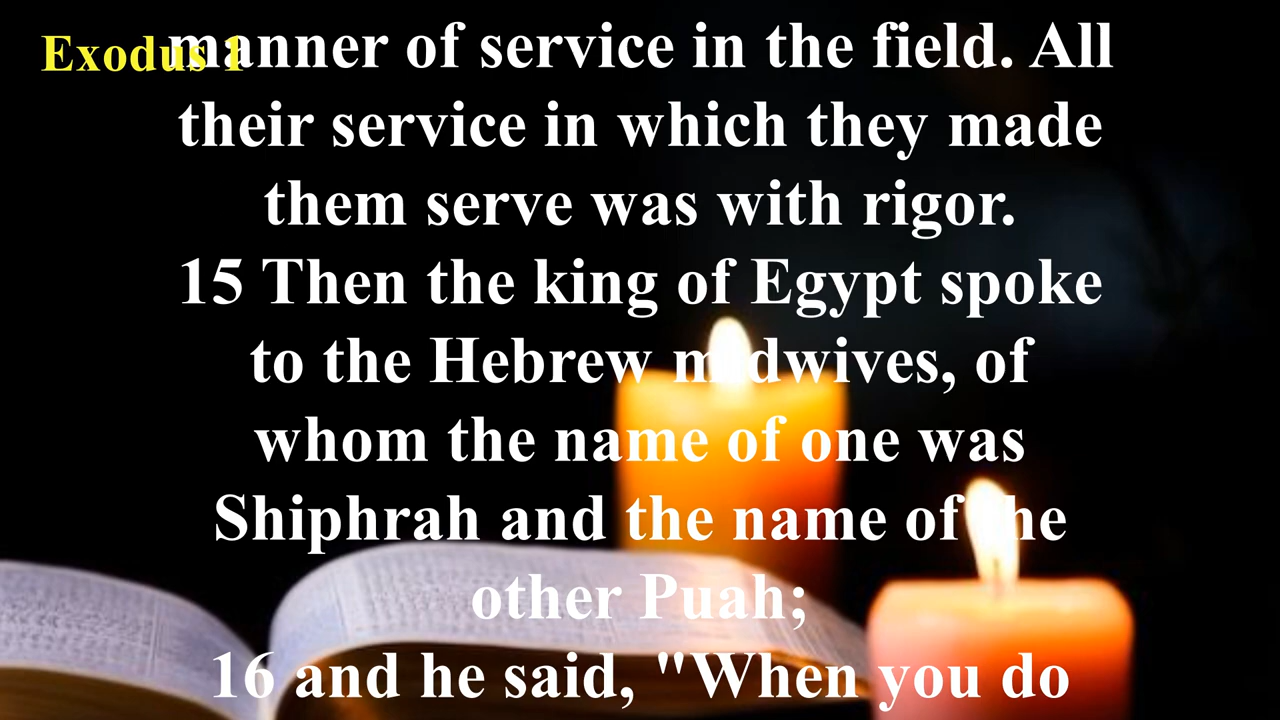 Exodus 1
manner of service in the field. All
their service in which they made
them serve was with rigor.
15 Then the king of Egypt spoke
to the Hebrew midwives, of
whom the name of one was
Shiphrah and the name of the
other Puah;
16 and he said, "When you do